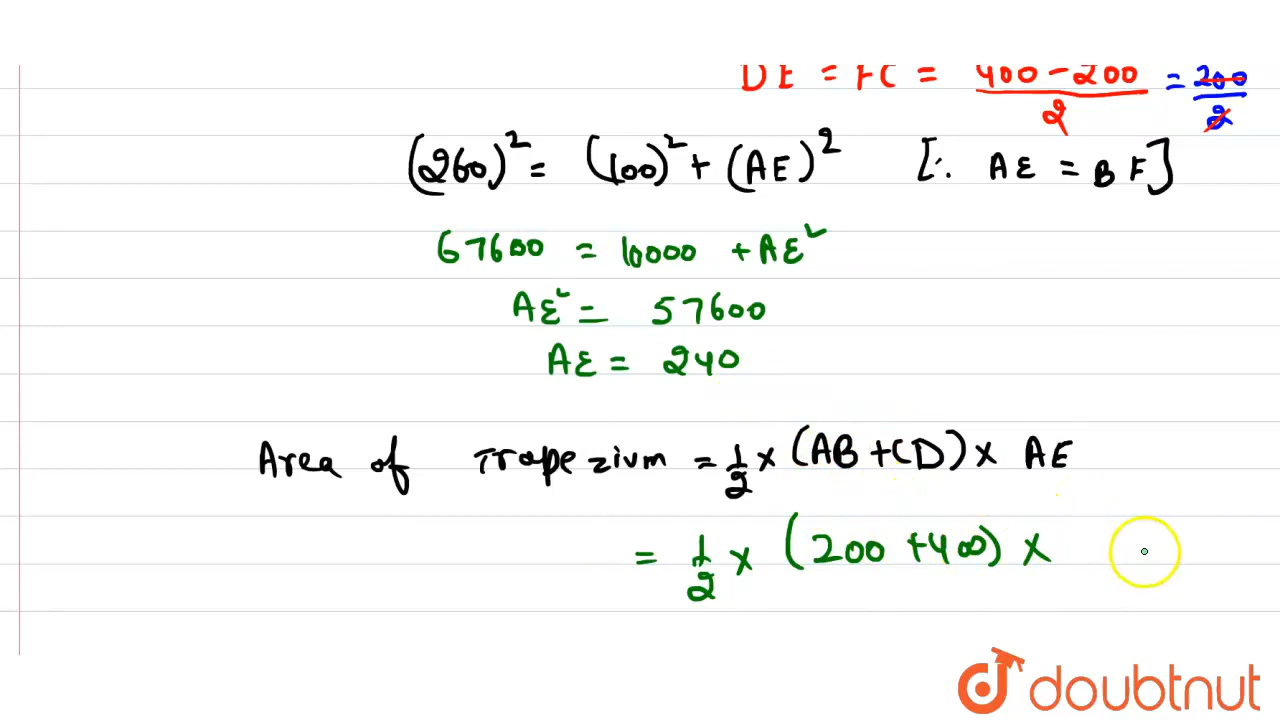 DE = FC = 400-200/2 = 200/2
(260)² = (100)² + (AE)² [∵ AE = BF]
67600 = 10000 + AE²
AE² = 57600
AE = 240
Area of Trapezium = 1/2 × (AB + CD) × AE
= 1/2 × (200 + 400) ×
doubtnut